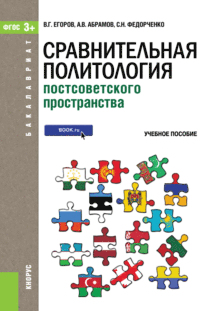 ФГОС 3+
В.Г. ЕГОРОВ, А.В. АБРАМОВ, С.Н. ФЕДОРЧЕНКО
БАКАЛАВРИАТ
СРАВНИТЕЛЬНАЯ
ПОЛИТОЛОГИЯ
ПОСТСОВЕТСКОГО
ПРОСТРАНСТВА
BOOK.ru
УЧЕБНОЕ ПОСОБИЕ
КНОРУС